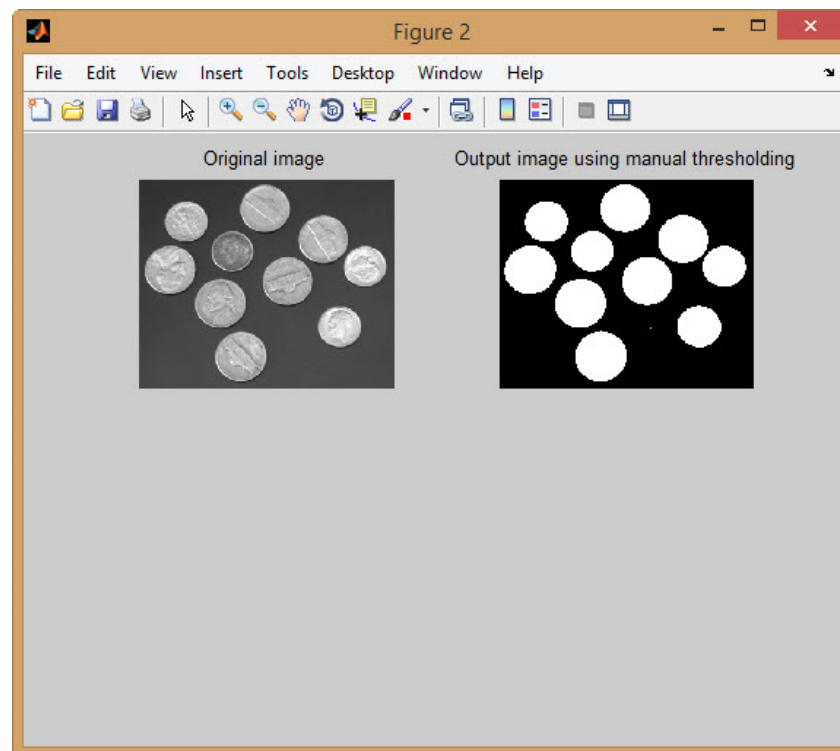 Figure 2
File Edit View Insert Tools Desktop Window Help
Original image
Output image using manual thresholding